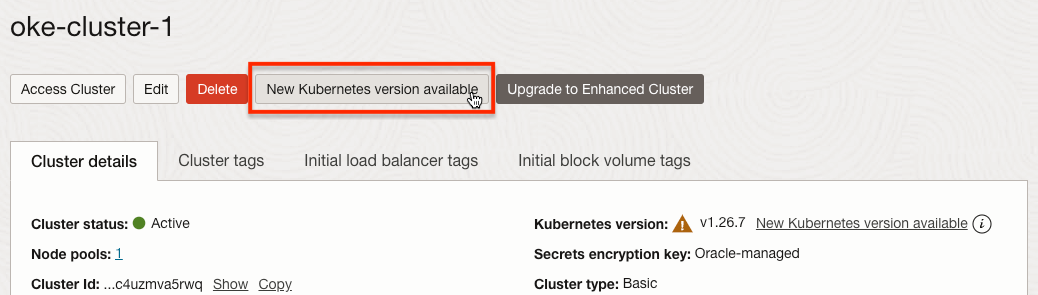 oke-cluster-1
Access Cluster Edit Delete New Kubernetes version available Upgrade to Enhanced Cluster
Cluster details Cluster tags Initial load balancer tags Initial block volume tags
Cluster status: Active
Node pools: 1
Cluster Id: ...c4uzmva5rwq Show Copy
Kubernetes version: v1.26.7 New Kubernetes version available i
Secrets encryption key: Oracle-managed
Cluster type: Basic